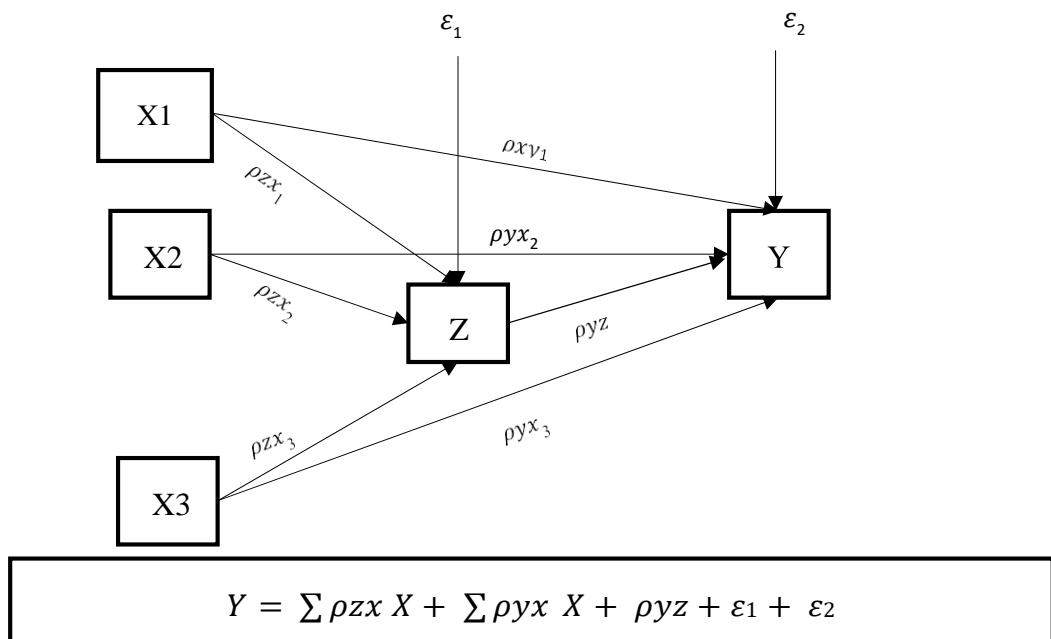 ε₁
ε₂
X1
ρxy₁
ρzx₁
X2
ρyx₂
Y
ρzx₂
Z
ρyz
ρzx₃
ρyx₃
X3
Y = ∑ ρzx X + ∑ ρyx X + ρyz + ε₁ + ε₂